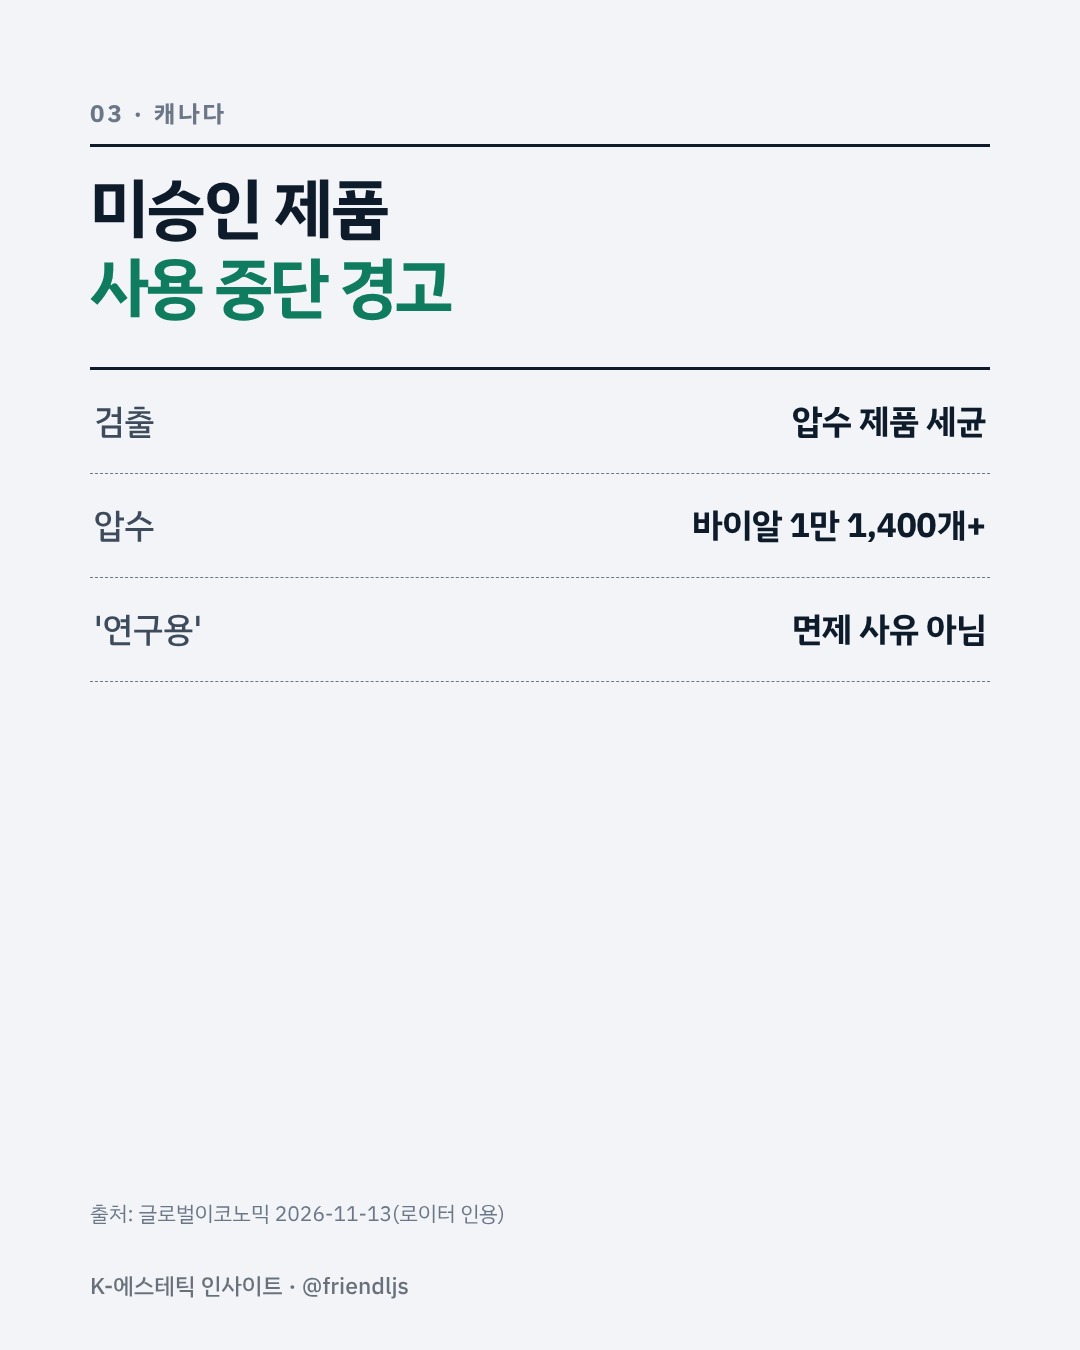 03 · 캐나다
미승인 제품
사용 중단 경고
검출 압수 제품 세균
압수 바이알 1만 1,400개+
'연구용' 면제 사유 아님
출처: 글로벌이코노믹 2026-11-13(로이터 인용)
K-에스테틱 인사이트 · @friendljs